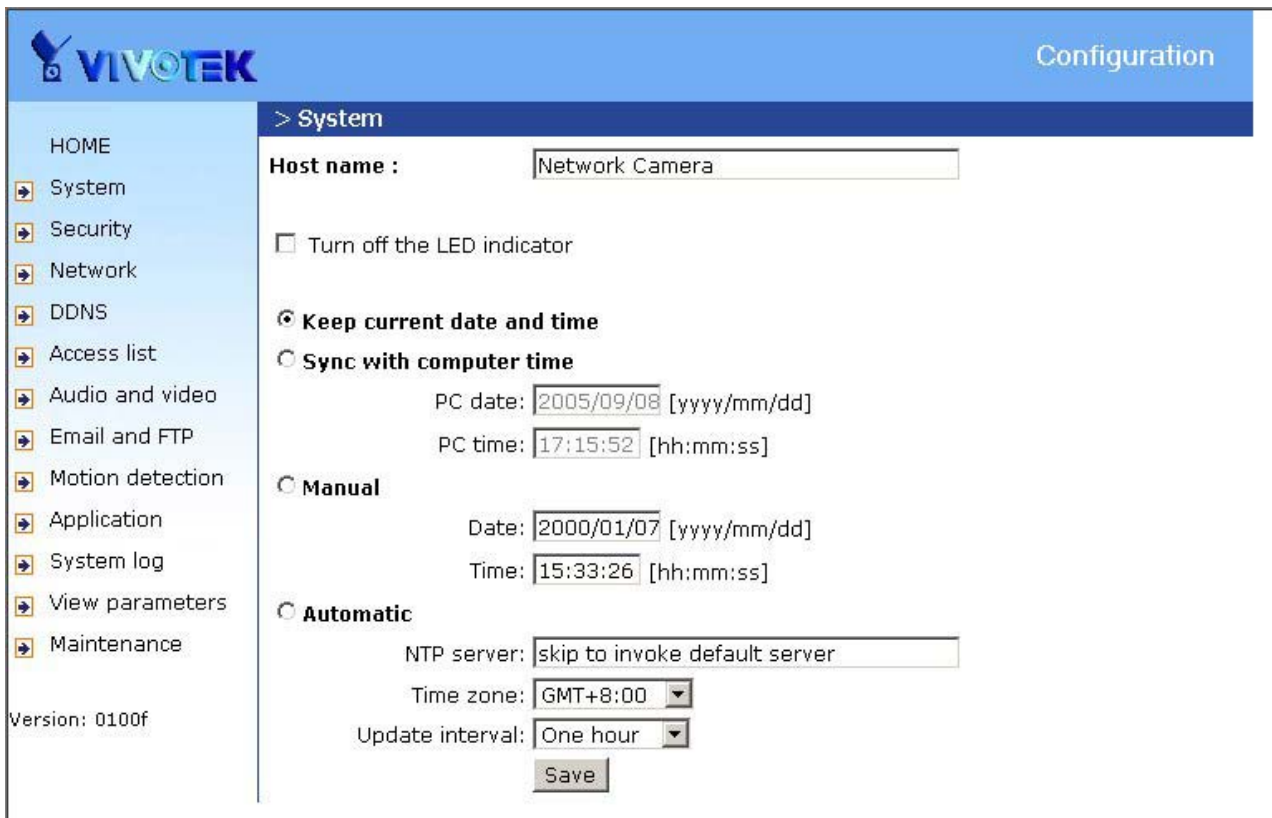 VIVOTEK
Configuration
HOME
System
Security
Network
DDNS
Access list
Audio and video
Email and FTP
Motion detection
Application
System log
View parameters
Maintenance
Version: 0100f
> System
Host name : Network Camera
Turn off the LED indicator
Keep current date and time
Sync with computer time
PC date: 2005/09/08 [yyyy/mm/dd]
PC time: 17:15:52 [hh:mm:ss]
Manual
Date: 2000/01/07 [yyyy/mm/dd]
Time: 15:33:26 [hh:mm:ss]
Automatic
NTP server: skip to invoke default server
Time zone: GMT+8:00
Update interval: One hour
Save